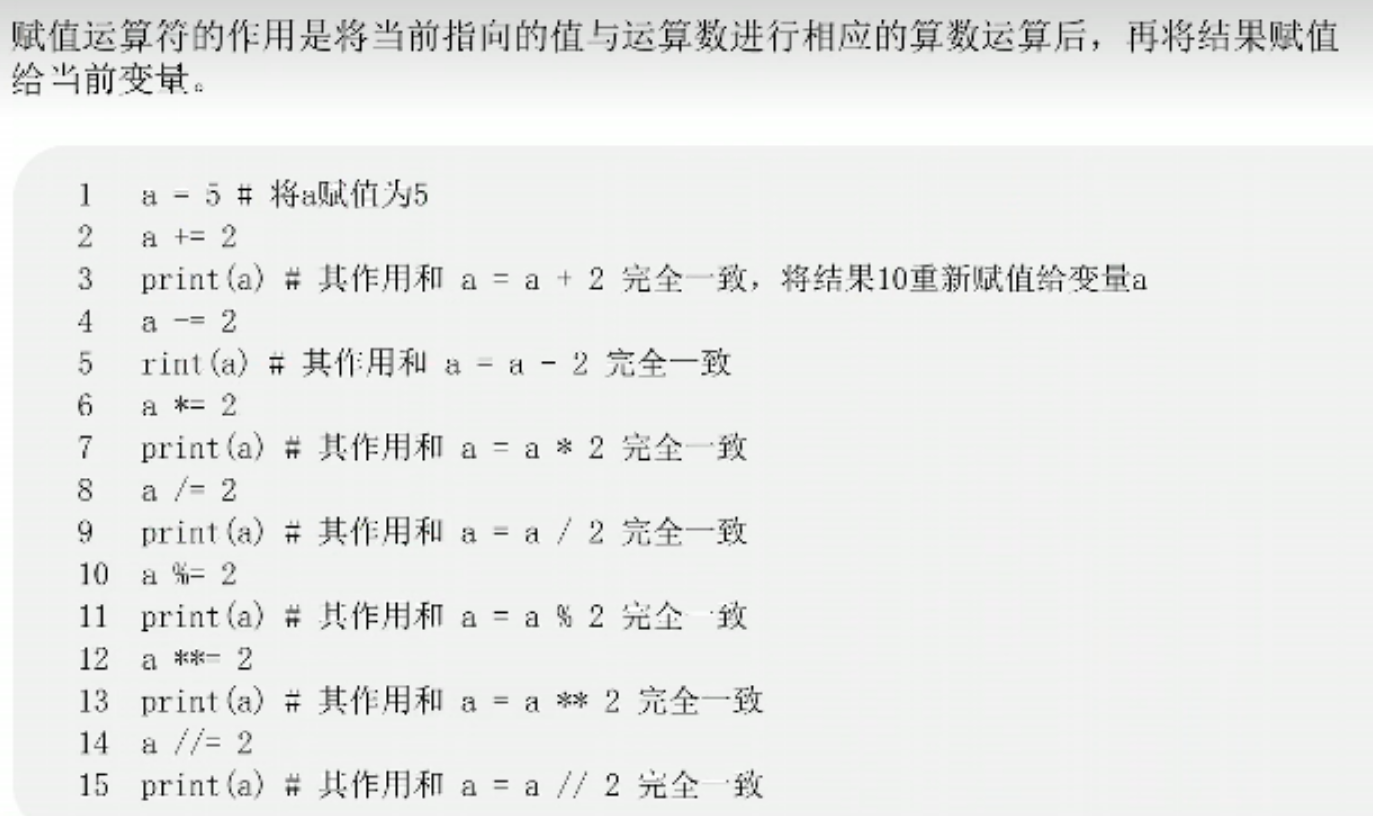 赋值运算符的作用是将当前指向的值与运算数进行相应的算数运算后，再将结果赋值
给当前变量。
1 a = 5 # 将a赋值为5
2 a += 2
3 print(a) # 其作用和 a = a + 2 完全一致，将结果10重新赋值给变量a
4 a -= 2
5 rint(a) # 其作用和 a = a - 2 完全一致
6 a *= 2
7 print(a) # 其作用和 a = a * 2 完全一致
8 a /= 2
9 print(a) # 其作用和 a = a / 2 完全一致
10 a %= 2
11 print(a) # 其作用和 a = a % 2 完全一致
12 a **= 2
13 print(a) # 其作用和 a = a ** 2 完全一致
14 a //= 2
15 print(a) # 其作用和 a = a // 2 完全一致